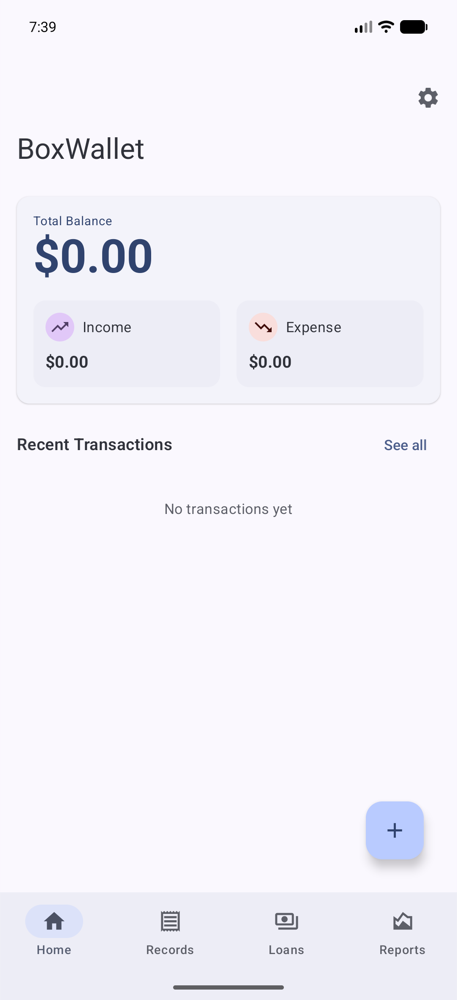 7:39
BoxWallet
Total Balance
$0.00
Income
$0.00
Expense
$0.00
Recent Transactions
See all
No transactions yet
Home
Records
Loans
Reports